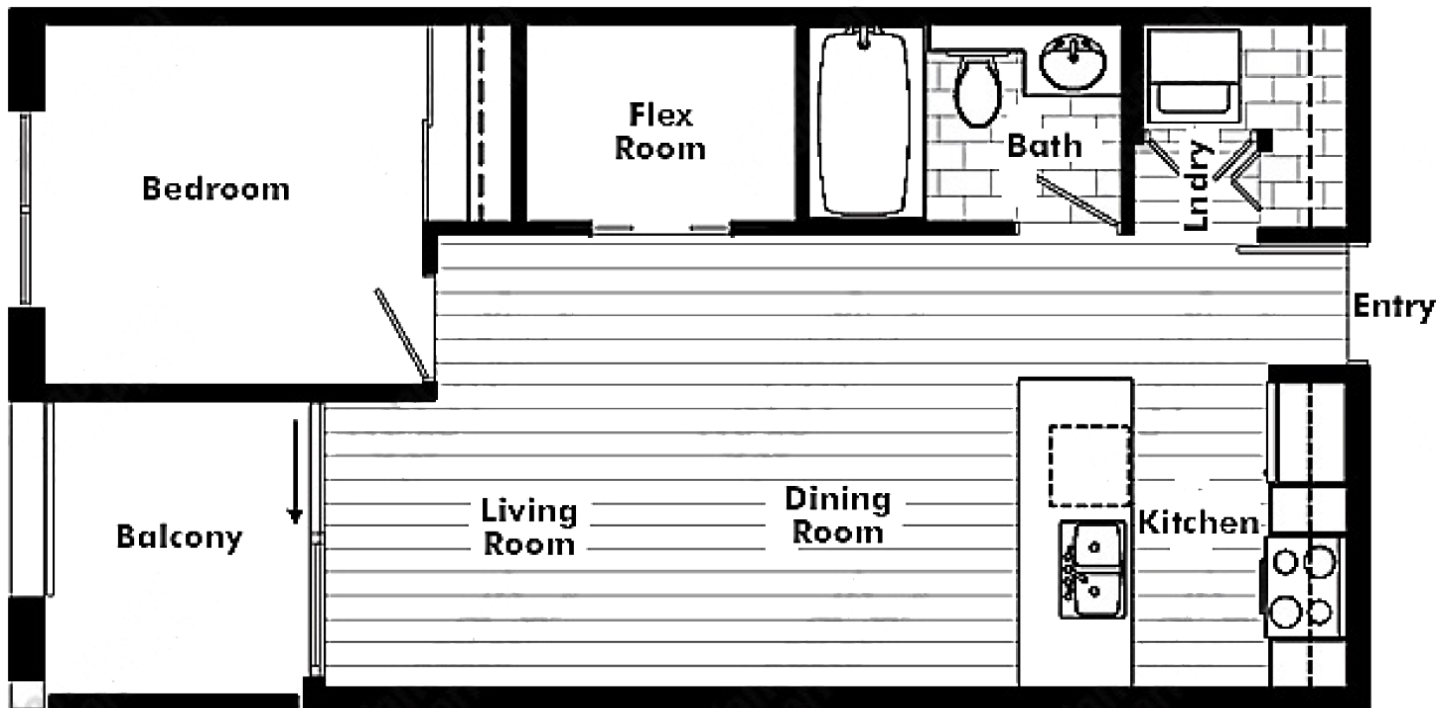 Flex
Room
Bedroom
Bath
Lndry
Entry
Living
Room
Dining
Room
Kitchen
Balcony